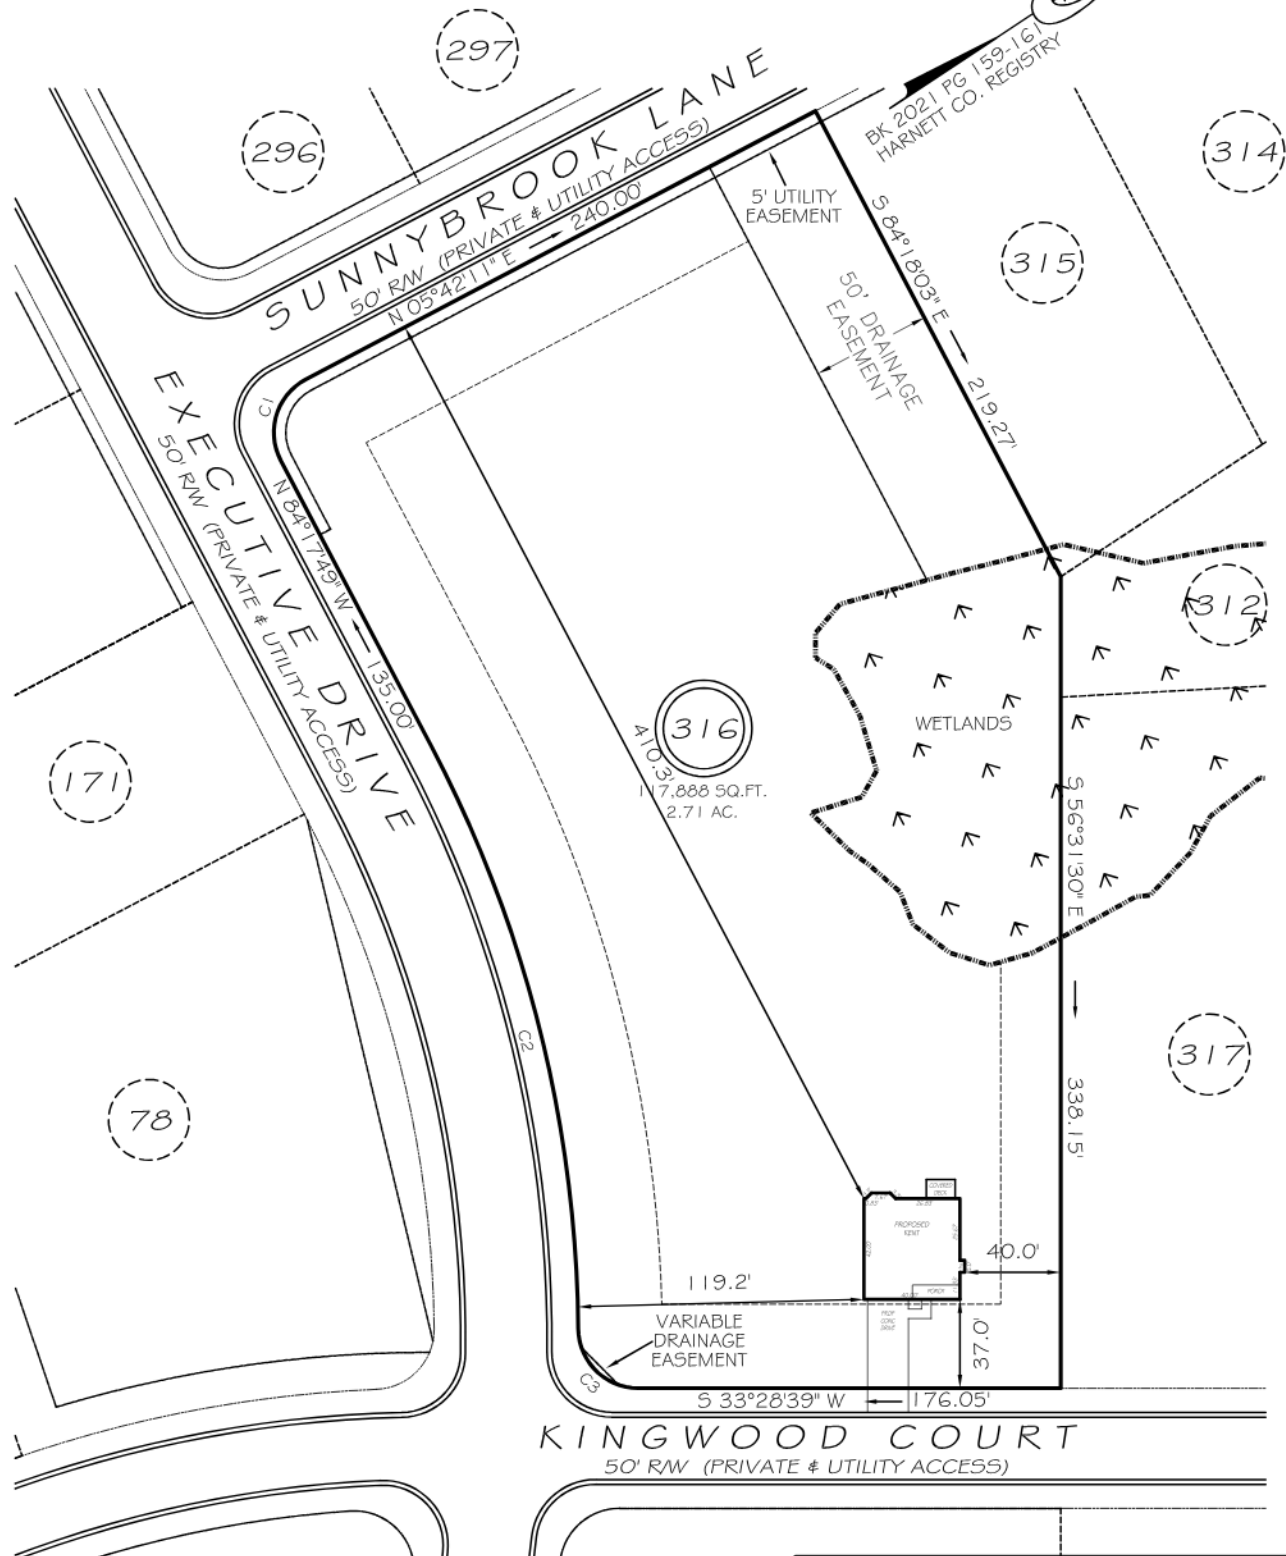 297
296
SUNNYBROOK LANE
50' R/W (PRIVATE & UTILITY ACCESS)
N 05°42'11" E
240.00'
BK 2021 PG 159-161
HARNETT CO. REGISTRY
314
315
5' UTILITY
EASEMENT
S 84°18'03" E
219.27'
50' DRAINAGE
EASEMENT
C1
EXECUTIVE DRIVE
50' R/W (PRIVATE & UTILITY ACCESS)
N 84°17'49" W
135.00'
312
WETLANDS
316
410.3'
117,888 SQ.FT.
2.71 AC.
171
S 56°31'30" E
338.15'
C2
317
78
COVERED
DECK
PROPOSED
PORCH
PROP
CONC
DRIVE
40.0'
119.2'
37.0'
VARIABLE
DRAINAGE
EASEMENT
C3
S 33°28'39" W
176.05'
KINGWOOD COURT
50' R/W (PRIVATE & UTILITY ACCESS)